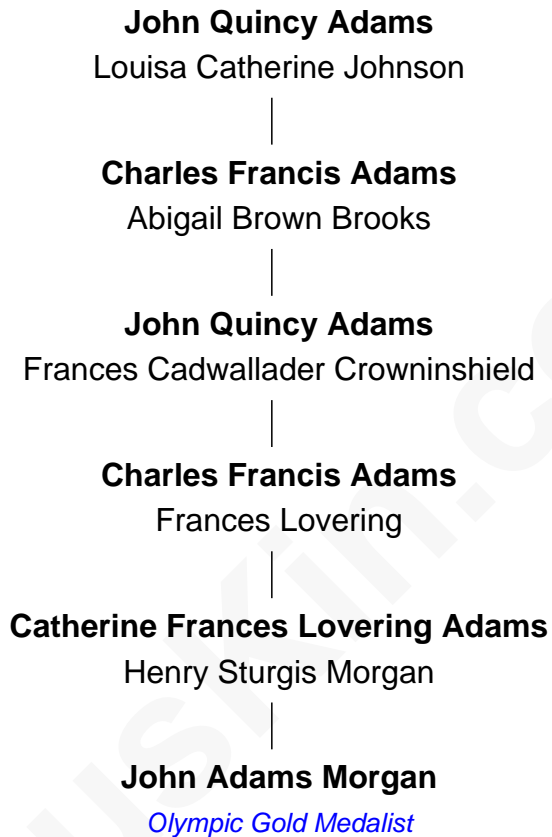 John Quincy Adams
Louisa Catherine Johnson
Charles Francis Adams
Abigail Brown Brooks
John Quincy Adams
Frances Cadwallader Crowninshield
Charles Francis Adams
Frances Lovering
Catherine Frances Lovering Adams
Henry Sturgis Morgan
John Adams Morgan
Olympic Gold Medalist